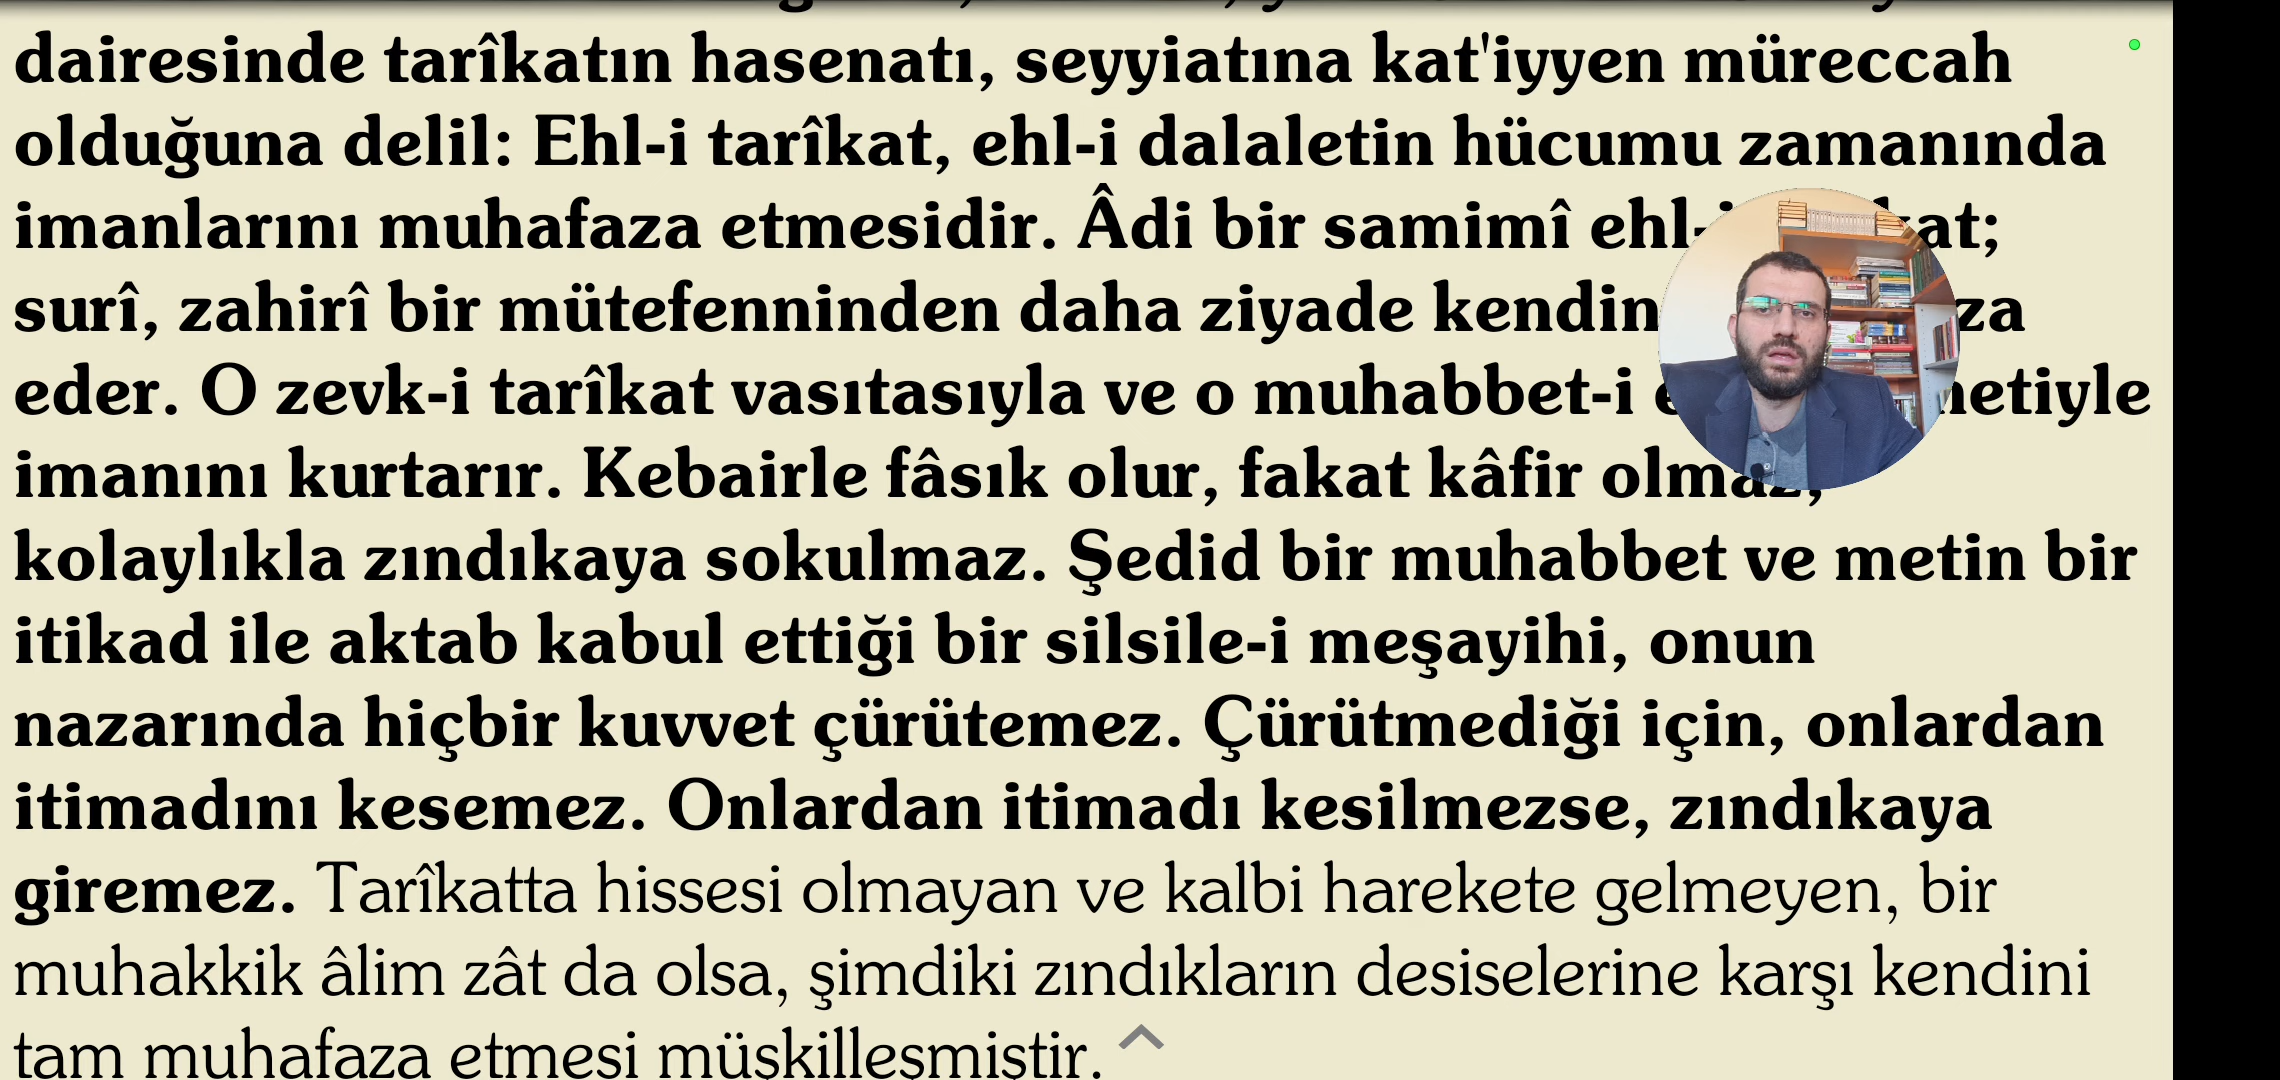 dairesinde tarîkatın hasenatı, seyyiatına kat'iyyen müreccah
olduğuna delil: Ehl-i tarîkat, ehl-i dalaletin hücumu zamanında
imanlarını muhafaza etmesidir. Âdi bir samimî ehl-i
surî, zahirî bir mütefenninden daha ziyade
eder. O zevk-i tarîkat vasıtasıyla ve o muhabbet-i
imanını kurtarır. Kebairle fâsık olur, fakat kâfir olmaz,
kolaylıkla zındıkaya sokulmaz. Şedid bir muhabbet ve metin bir
itikad ile aktab kabul ettiği bir silsile-i meşayihi, onun
nazarında hiçbir kuvvet çürütemez. Çürütmediği için, onlardan
itimadını kesemez. Onlardan itimadı kesilmezse, zındıkaya
giremez. Tarîkatta hissesi olmayan ve kalbi harekete gelmeyen, bir
muhakkik âlim zât da olsa, şimdiki zındıkların desiselerine karşı kendini
tam muhafaza etmesi müşkilleşmiştir.